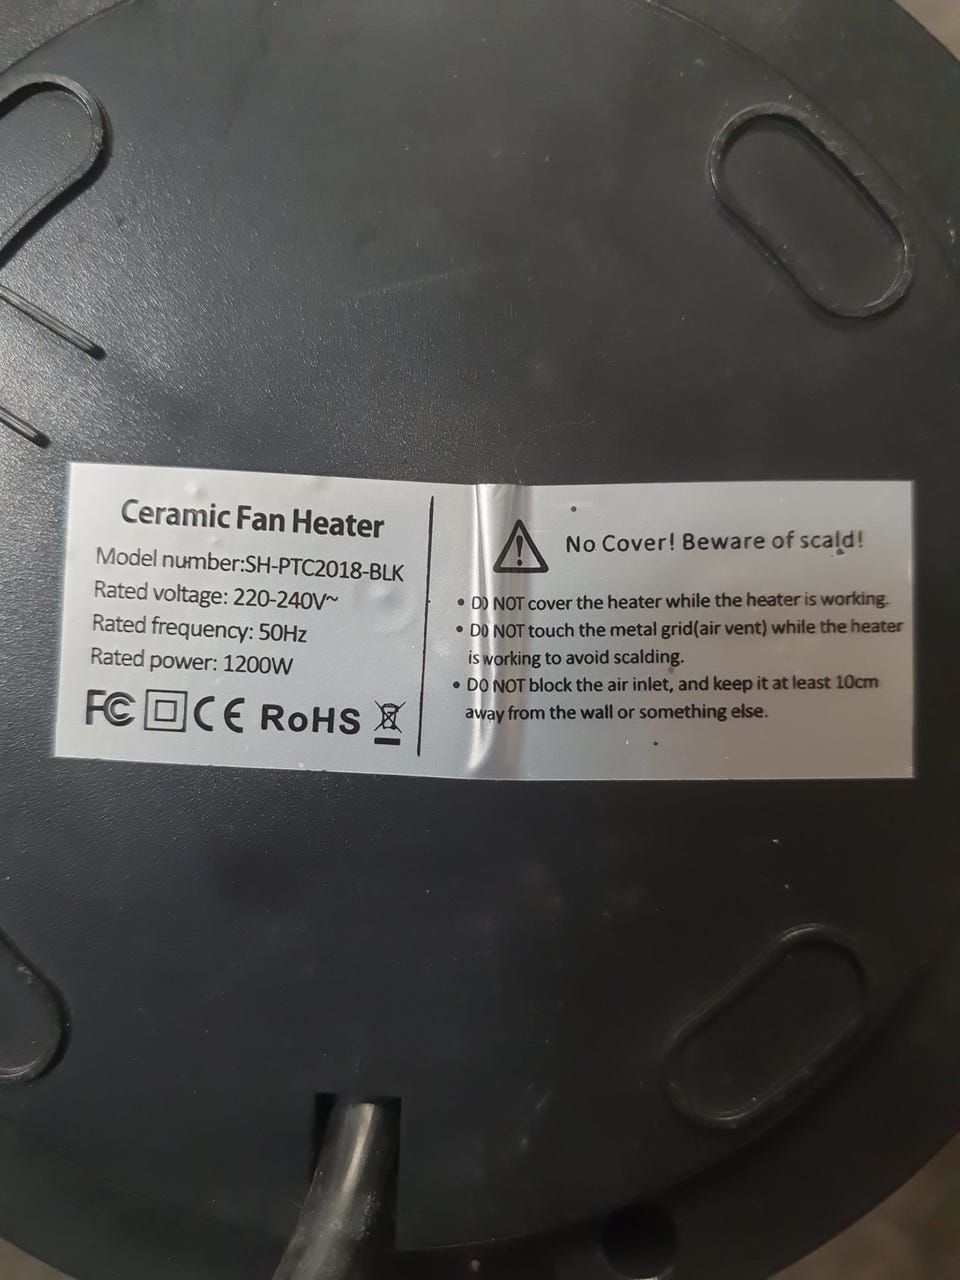 Ceramic Fan Heater
Model number:SH-PTC2018-BLK
Rated voltage: 220-240V~
Rated frequency: 50Hz
Rated power: 1200W
FC CE RoHS
No Cover! Beware of scald!
• DO NOT cover the heater while the heater is working.
• DO NOT touch the metal grid(air vent) while the heater
is working to avoid scalding.
• DO NOT block the air inlet, and keep it at least 10cm
away from the wall or something else.